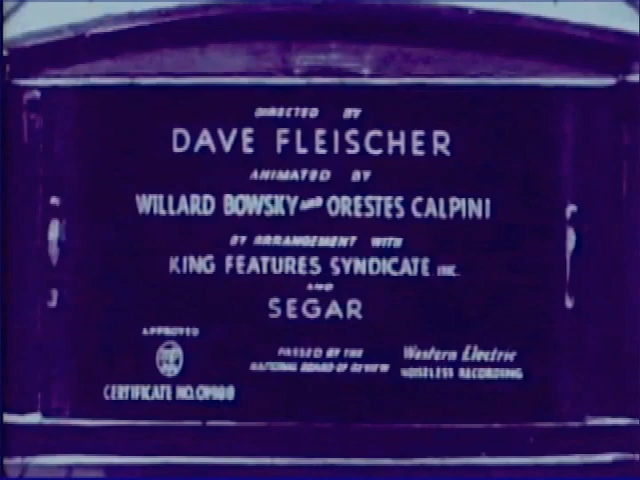 DIRECTED BY
DAVE FLEISCHER
ANIMATED BY
WILLARD BOWSKY AND ORESTES CALPINI
BY ARRANGEMENT WITH
KING FEATURES SYNDICATE INC.
AND
SEGAR
APPROVED
PASSED BY THE
NATIONAL BOARD OF REVIEW
Western Electric
NOISELESS RECORDING
CERTIFICATE NO.